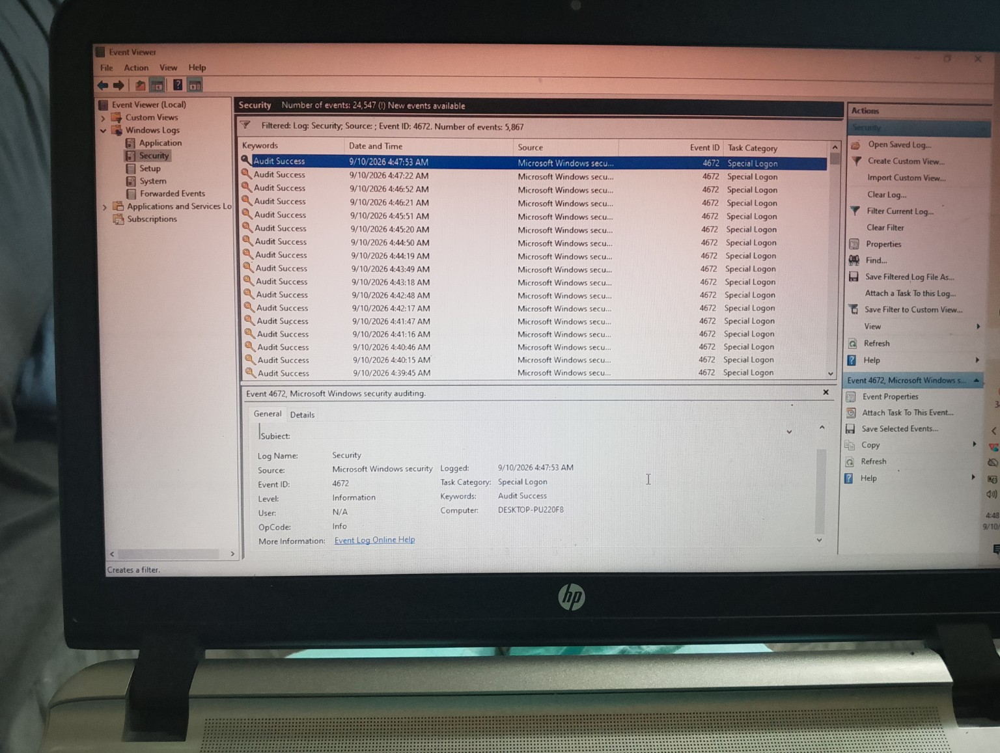 Event Viewer
File Action View Help
Event Viewer (Local)
Custom Views
Windows Logs
Application
Security
Setup
System
Forwarded Events
Applications and Services Lo
Subscriptions
Creates a filter.
Security Number of events: 24,547 (!) New events available
Filtered: Log: Security; Source: ; Event ID: 4672. Number of events: 5,867
Keywords Date and Time Source Event ID Task Category
Audit Success 9/10/2026 4:47:53 AM Microsoft Windows secu... 4672 Special Logon
Audit Success 9/10/2026 4:47:22 AM Microsoft Windows secu... 4672 Special Logon
Audit Success 9/10/2026 4:46:52 AM Microsoft Windows secu... 4672 Special Logon
Audit Success 9/10/2026 4:46:21 AM Microsoft Windows secu... 4672 Special Logon
Audit Success 9/10/2026 4:45:51 AM Microsoft Windows secu... 4672 Special Logon
Audit Success 9/10/2026 4:45:20 AM Microsoft Windows secu... 4672 Special Logon
Audit Success 9/10/2026 4:44:50 AM Microsoft Windows secu... 4672 Special Logon
Audit Success 9/10/2026 4:44:19 AM Microsoft Windows secu... 4672 Special Logon
Audit Success 9/10/2026 4:43:49 AM Microsoft Windows secu... 4672 Special Logon
Audit Success 9/10/2026 4:43:18 AM Microsoft Windows secu... 4672 Special Logon
Audit Success 9/10/2026 4:42:48 AM Microsoft Windows secu... 4672 Special Logon
Audit Success 9/10/2026 4:42:17 AM Microsoft Windows secu... 4672 Special Logon
Audit Success 9/10/2026 4:41:47 AM Microsoft Windows secu... 4672 Special Logon
Audit Success 9/10/2026 4:41:16 AM Microsoft Windows secu... 4672 Special Logon
Audit Success 9/10/2026 4:40:46 AM Microsoft Windows secu... 4672 Special Logon
Audit Success 9/10/2026 4:40:15 AM Microsoft Windows secu... 4672 Special Logon
Audit Success 9/10/2026 4:39:45 AM Microsoft Windows secu... 4672 Special Logon
Event 4672, Microsoft Windows security auditing.
General Details
Subject:
Log Name: Security
Source: Microsoft Windows security Logged: 9/10/2026 4:47:53 AM
Event ID: 4672 Task Category: Special Logon
Level: Information Keywords: Audit Success
User: N/A Computer: DESKTOP-PU220F8
OpCode: Info
More Information: Event Log Online Help
Actions
Security
Open Saved Log...
Create Custom View...
Import Custom View...
Clear Log...
Filter Current Log...
Clear Filter
Properties
Find...
Save Filtered Log File As...
Attach a Task To this Log...
Save Filter to Custom View...
View
Refresh
Help
Event 4672, Microsoft Windows s...
Event Properties
Attach Task To This Event...
Save Selected Events...
Copy
Refresh
Help
4:48
9/10/
hp